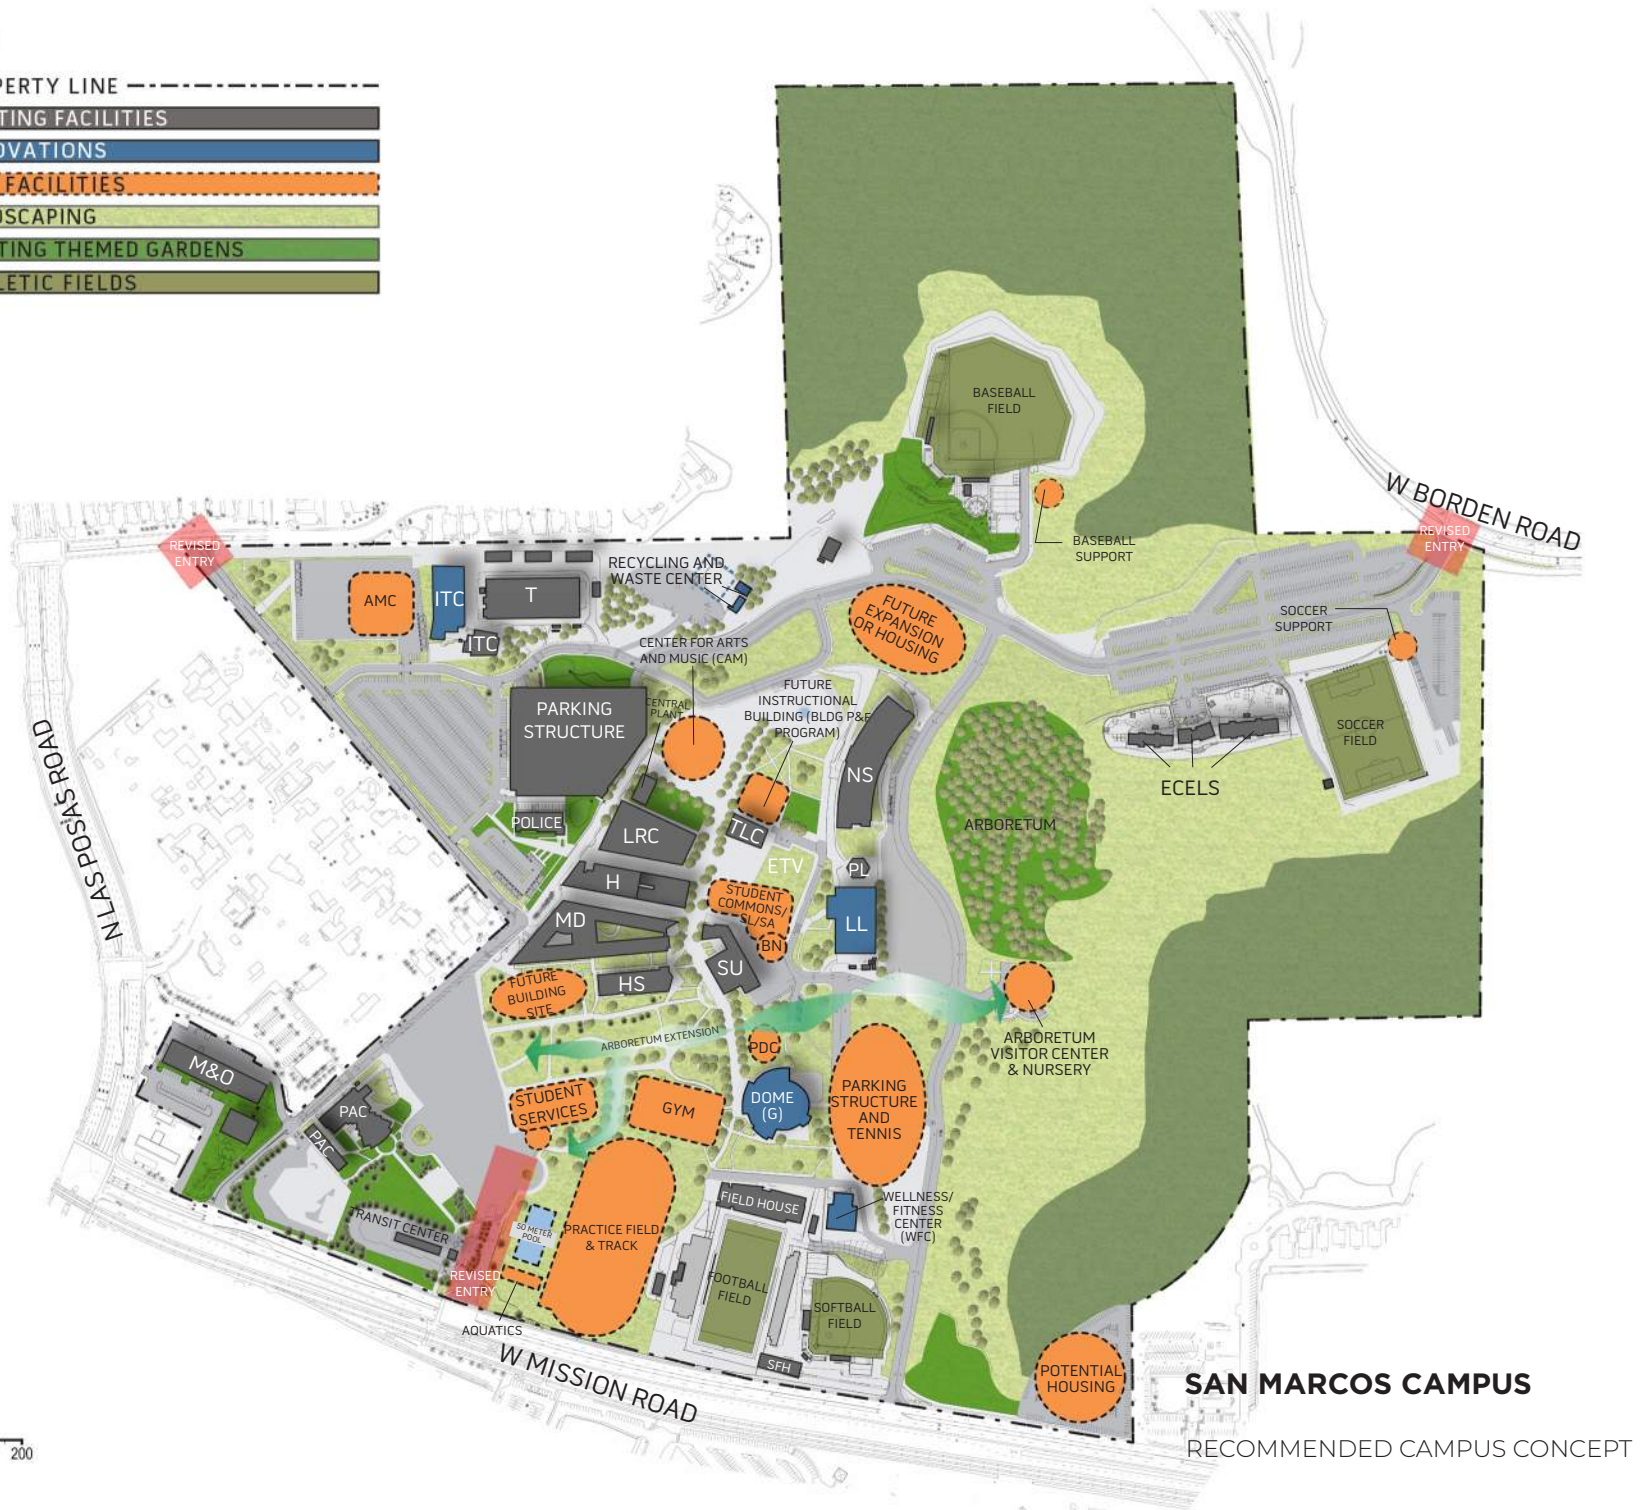 PERTY LINE
TING FACILITIES
OVATIONS
FACILITIES
DSCAPING
TING THEMED GARDENS
LETIC FIELDS
BASEBALL
FIELD
W BORDEN ROAD
REVISED
ENTRY
REVISED
ENTRY
BASEBALL
SUPPORT
RECYCLING AND
WASTE CENTER
AMC
ITC
T
ITC
FUTURE
EXPANSION
OR HOUSING
SOCCER
SUPPORT
CENTER FOR ARTS
AND MUSIC (CAM)
FUTURE
INSTRUCTIONAL
BUILDING (BLDG P&F
PROGRAM)
CENTRAL
PLANT
PARKING
STRUCTURE
N LAS POSAS ROAD
SOCCER
FIELD
NS
ECELS
POLICE
LRC
TLC
ARBORETUM
ETV
PL
H
STUDENT
COMMONS/
SL/SA
MD
LL
BN
SU
HS
FUTURE
BUILDING
SITE
ARBORETUM EXTENSION
PDC
ARBORETUM
VISITOR CENTER
& NURSERY
M&O
PAC
PAC
STUDENT
SERVICES
GYM
DOME
(G)
PARKING
STRUCTURE
AND
TENNIS
FIELD HOUSE
WELLNESS/
FITNESS
CENTER
(WFC)
TRANSIT CENTER
50 METER
POOL
PRACTICE FIELD
& TRACK
REVISED
ENTRY
FOOTBALL
FIELD
SOFTBALL
FIELD
AQUATICS
SFH
W MISSION ROAD
POTENTIAL
HOUSING
SAN MARCOS CAMPUS
RECOMMENDED CAMPUS CONCEPT
200